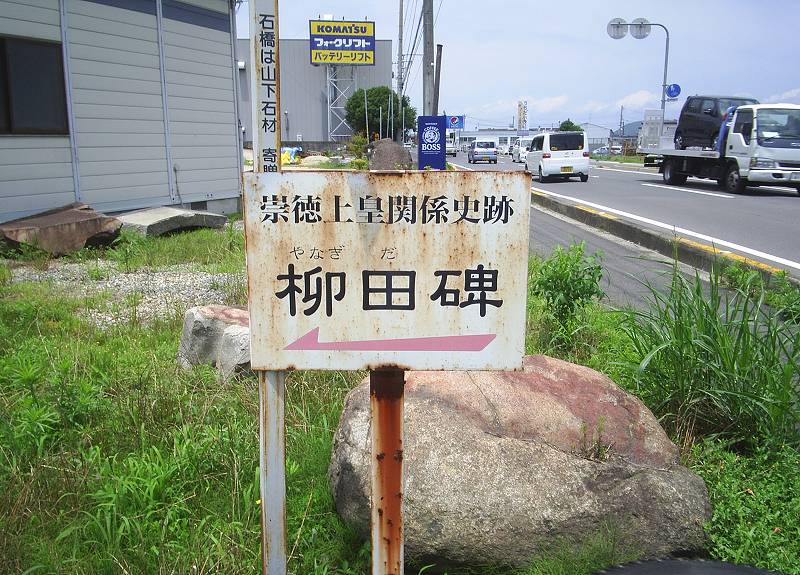 崇徳上皇関係史跡
やなぎ だ
柳田碑
石橋は山下石材 寄贈
KOMATSU
フォークリフト
バッテリーリフト
BOSS